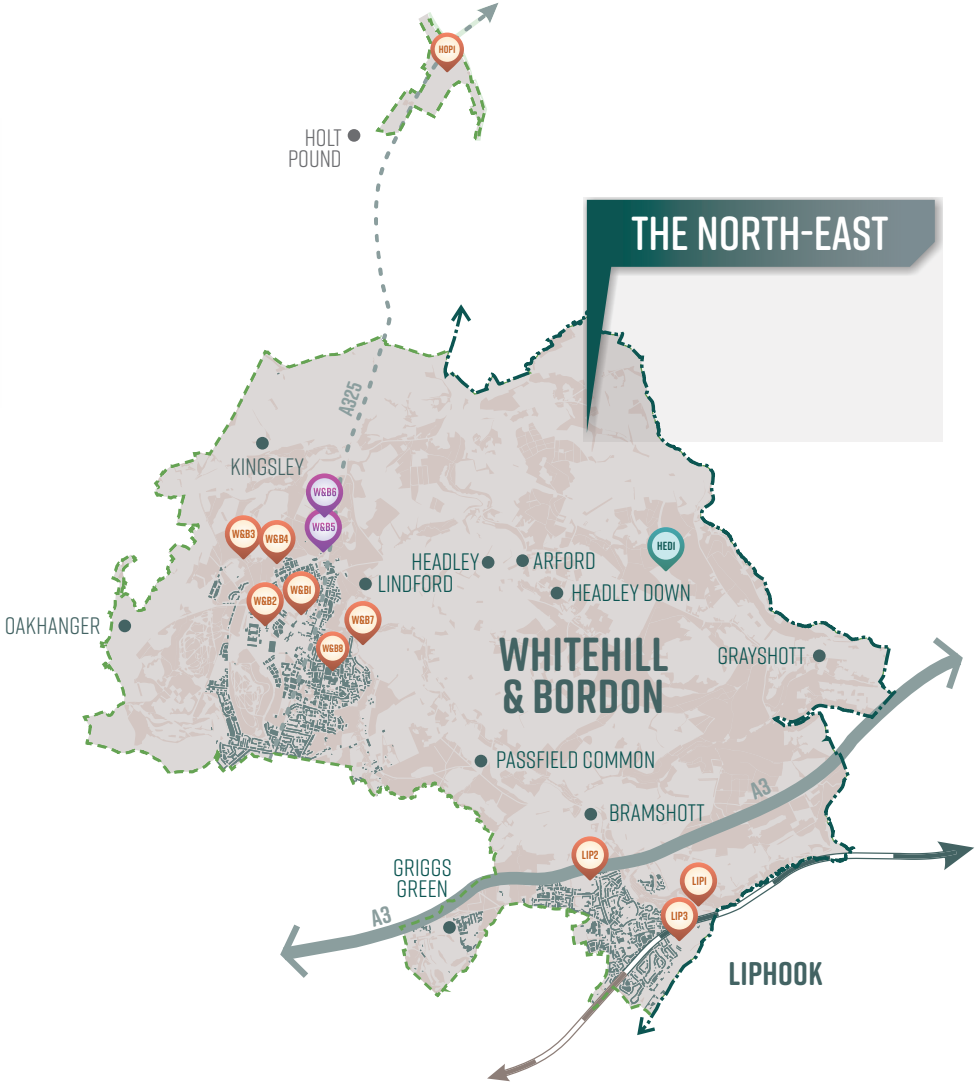 HOP1
HOLT
POUND
THE NORTH-EAST
A325
KINGSLEY
W&B6
W&B5
W&B3
W&B4
HEADLEY
ARFORD
HED1
LINDFORD
HEADLEY DOWN
W&B1
W&B2
OAKHANGER
W&B7
W&B8
WHITEHILL
& BORDON
GRAYSHOTT
PASSFIELD COMMON
A3
BRAMSHOTT
LIP2
GRIGGS
GREEN
LIP1
A3
LIP3
LIPHOOK